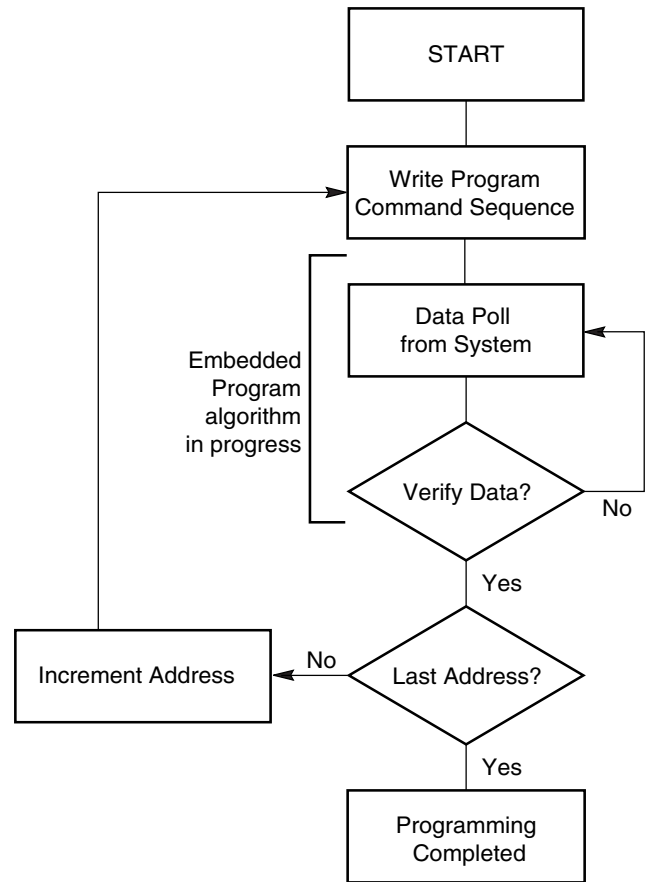 START
Write Program
Command Sequence
Data Poll
from System
Embedded
Program
algorithm
in progress
Verify Data?
No
Yes
No
Increment Address
Last Address?
Yes
Programming
Completed